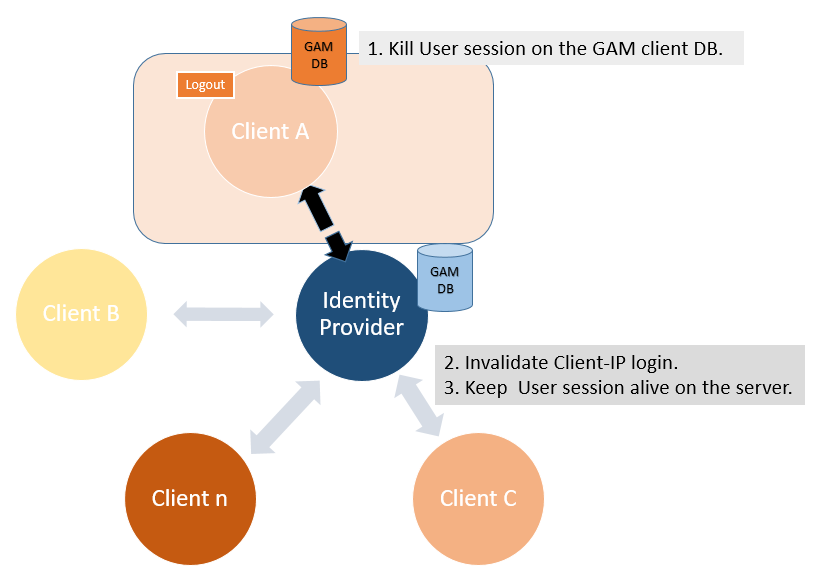 GAM
DB
1. Kill User session on the GAM client DB.
Logout
Client A
GAM
DB
Identity
Provider
Client B
2. Invalidate Client-IP login.
3. Keep  User session alive on the server.
Client n
Client C